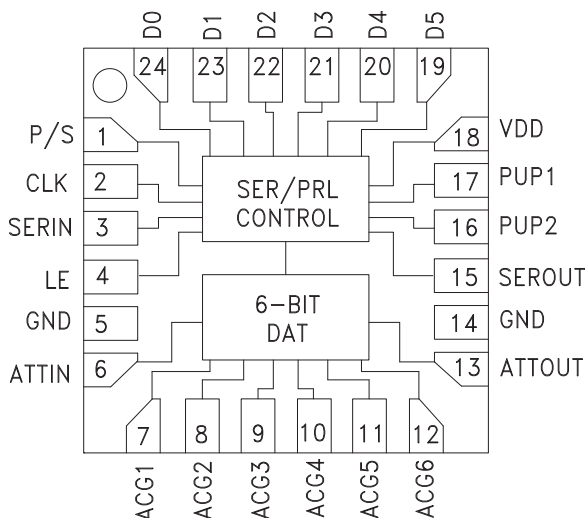 D0 D1 D2 D3 D4 D5
24 23 22 21 20 19
P/S 1 18 VDD
CLK 2 17 PUP1
SERIN 3 16 PUP2
LE 4 15 SEROUT
GND 5 14 GND
ATTIN 6 13 ATTOUT
SER/PRL
CONTROL
6-BIT
DAT
7 8 9 10 11 12
ACG1 ACG2 ACG3 ACG4 ACG5 ACG6